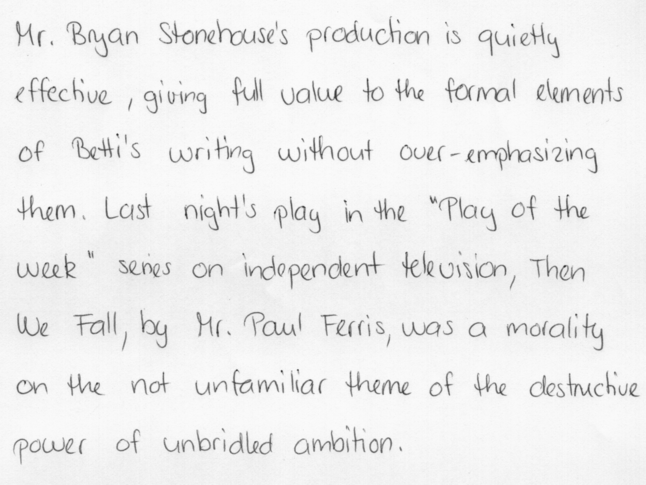 Mr. Bryan Stonehouse's production is quietly
effective, giving full value to the formal elements
of Betti's writing without over-emphasizing
them. Last night's play in the "Play of the
week" series on independent television, Then
We Fall, by Mr. Paul Ferris, was a morality
on the not unfamiliar theme of the destructive
power of unbridled ambition.